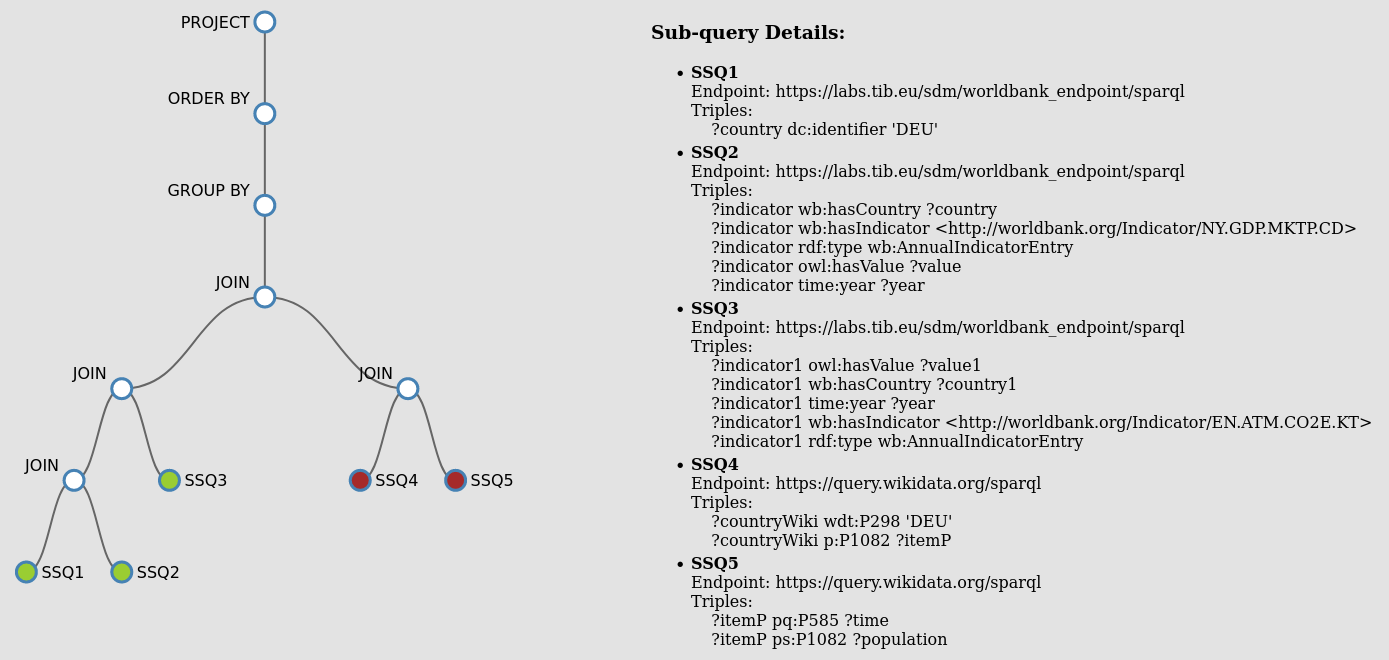 PROJECT
ORDER BY
GROUP BY
JOIN
JOIN
JOIN
JOIN
SSQ3
SSQ4
SSQ5
SSQ1
SSQ2
Sub-query Details:
• SSQ1
Endpoint: https://labs.tib.eu/sdm/worldbank_endpoint/sparql
Triples:
?country dc:identifier 'DEU'
• SSQ2
Endpoint: https://labs.tib.eu/sdm/worldbank_endpoint/sparql
Triples:
?indicator wb:hasCountry ?country
?indicator wb:hasIndicator <http://worldbank.org/Indicator/NY.GDP.MKTP.CD>
?indicator rdf:type wb:AnnualIndicatorEntry
?indicator owl:hasValue ?value
?indicator time:year ?year
• SSQ3
Endpoint: https://labs.tib.eu/sdm/worldbank_endpoint/sparql
Triples:
?indicator1 owl:hasValue ?value1
?indicator1 wb:hasCountry ?country1
?indicator1 time:year ?year
?indicator1 wb:hasIndicator <http://worldbank.org/Indicator/EN.ATM.CO2E.KT>
?indicator1 rdf:type wb:AnnualIndicatorEntry
• SSQ4
Endpoint: https://query.wikidata.org/sparql
Triples:
?countryWiki wdt:P298 'DEU'
?countryWiki p:P1082 ?itemP
• SSQ5
Endpoint: https://query.wikidata.org/sparql
Triples:
?itemP pq:P585 ?time
?itemP ps:P1082 ?population